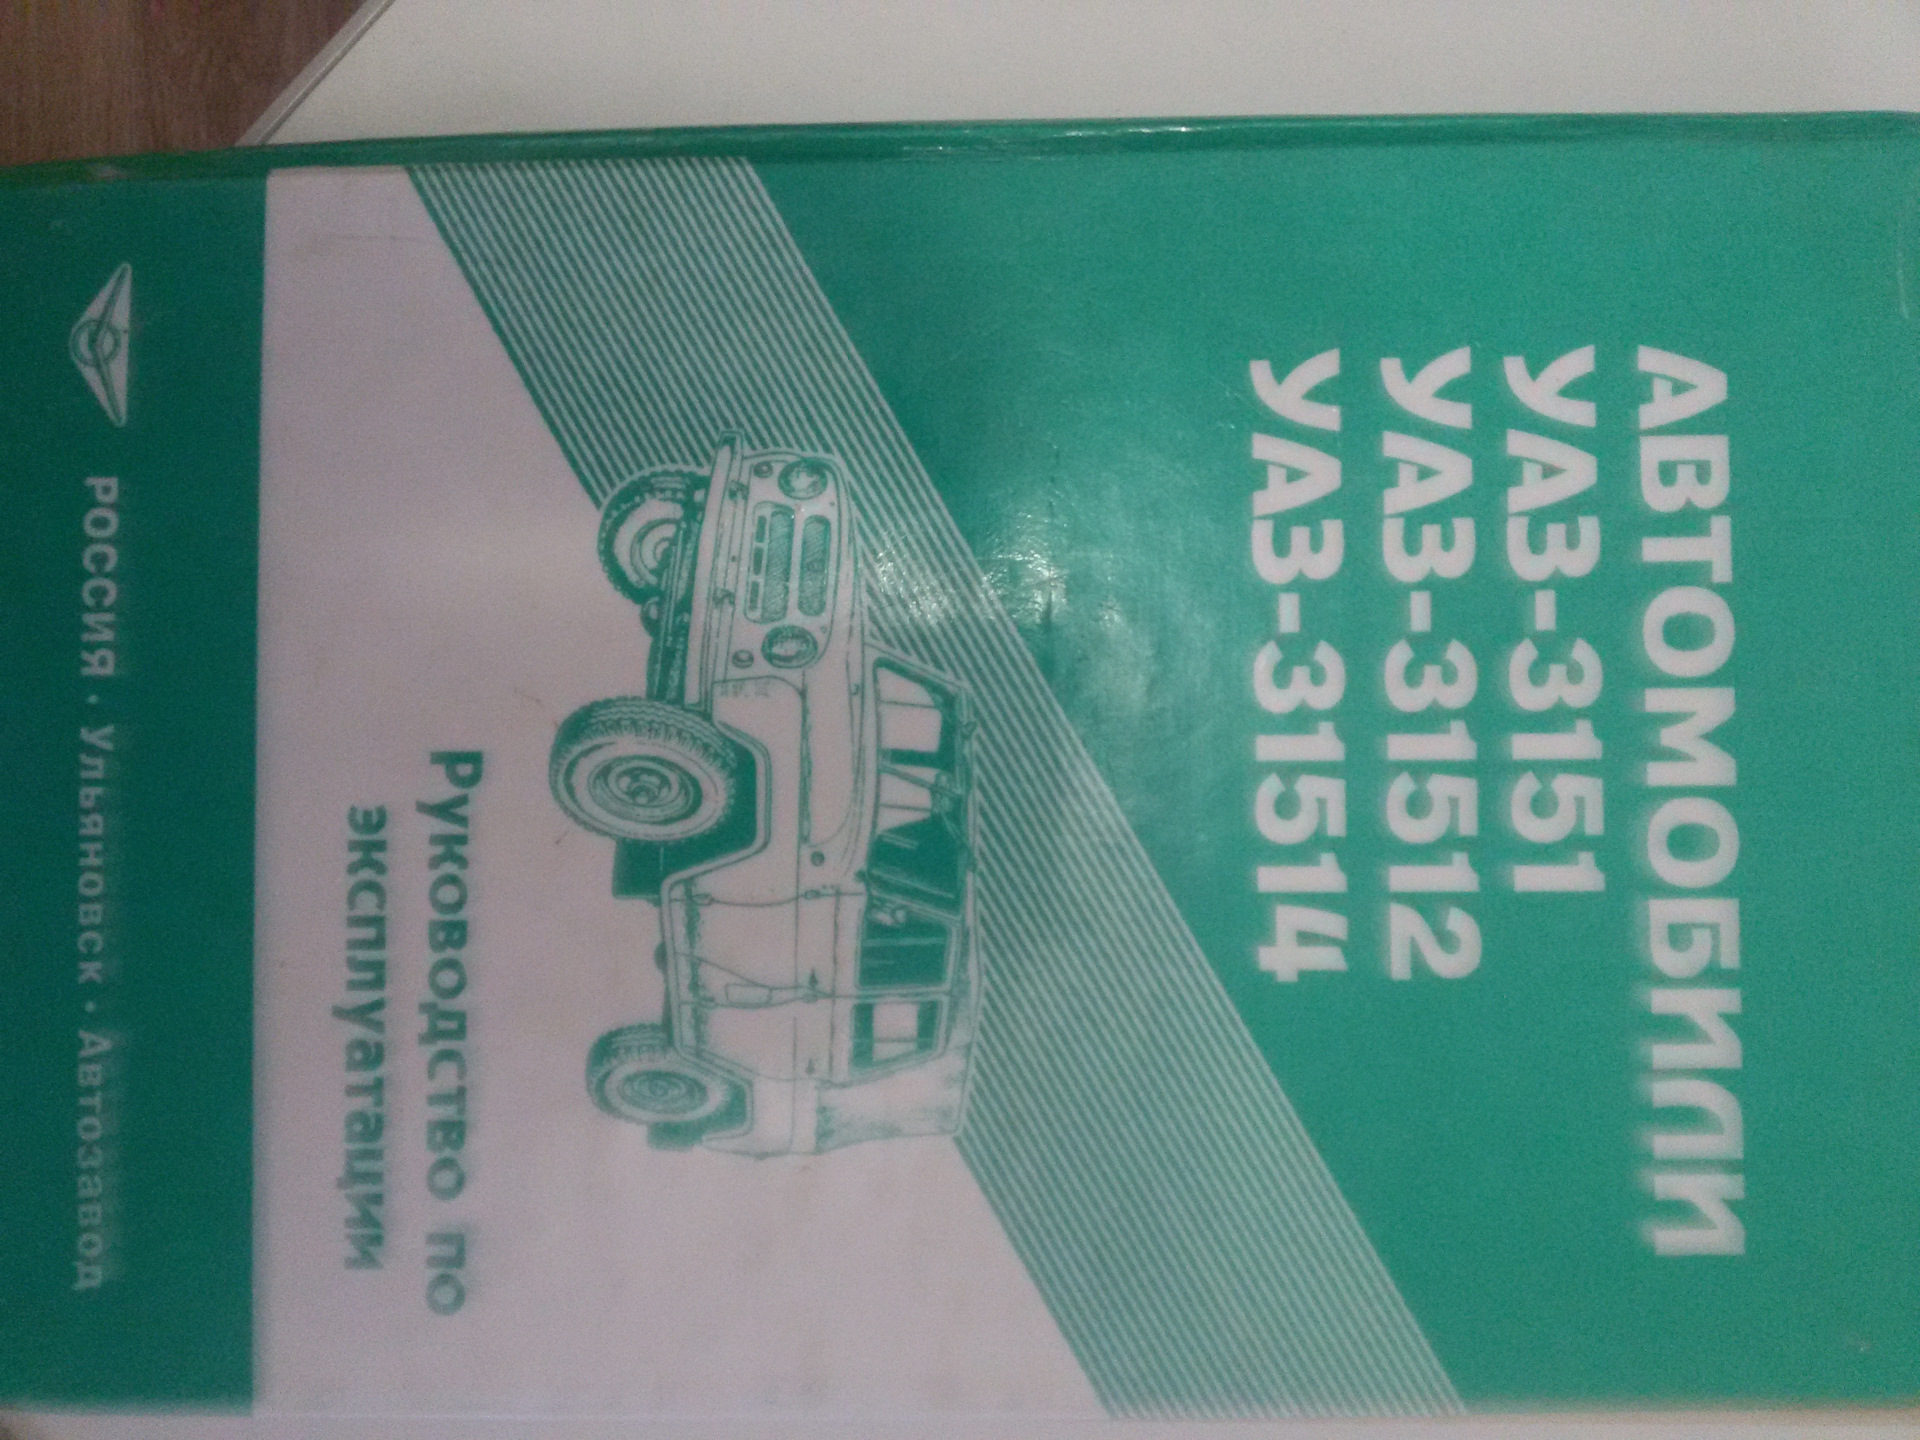 АВТОМОБИЛИ
УАЗ-3151
УАЗ-31512
УАЗ-31514
Руководство по
эксплуатации
РОССИЯ · УЛЬЯНОВСК · АВТОЗАВОД